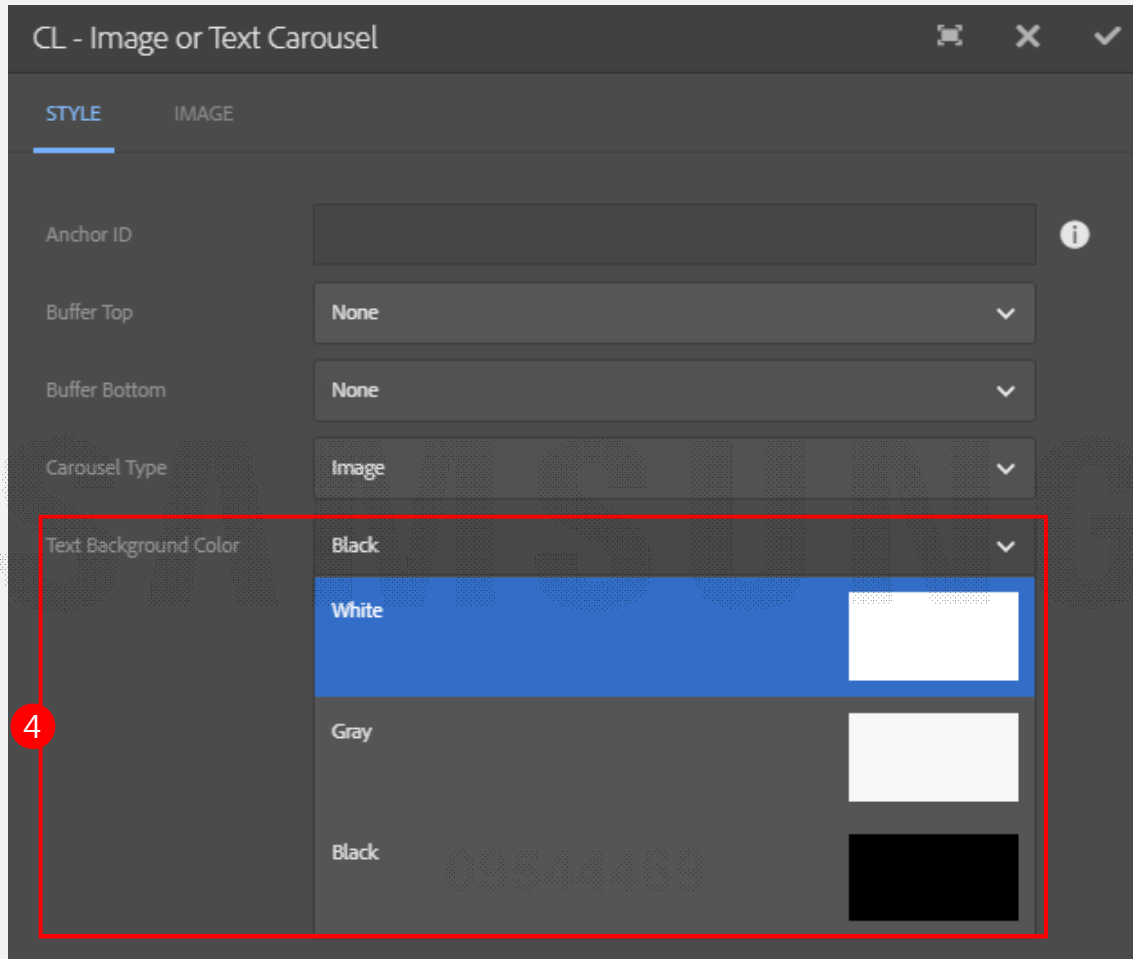 CL - Image or Text Carousel
STYLE IMAGE
Anchor ID
Buffer Top None
Buffer Bottom None
Carousel Type Image
SAMSUNG
Text Background Color Black
White
4
Gray
Black
09544469